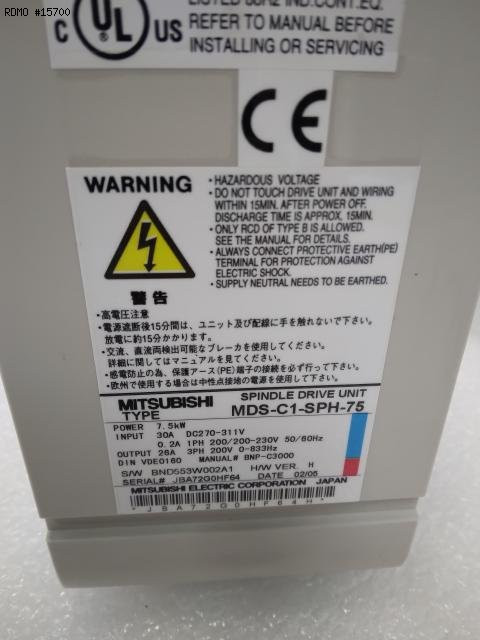 RDMO #15700
LISTED 66R2 IND.CONT.EQ.
C UL US
REFER TO MANUAL BEFORE
INSTALLING OR SERVICING
CE
WARNING
• HAZARDOUS VOLTAGE
• DO NOT TOUCH DRIVE UNIT AND WIRING
WITHIN 15MIN. AFTER POWER OFF.
DISCHARGE TIME IS APPROX. 15MIN.
• ONLY RCD OF TYPE B IS ALLOWED.
SEE THE MANUAL FOR DETAILS.
• ALWAYS CONNECT PROTECTIVE EARTH(PE)
TERMINAL FOR PROTECTION AGAINST
ELECTRIC SHOCK.
• SUPPLY NEUTRAL NEEDS TO BE EARTHED.
警告
• 高電圧注意
• 電源遮断後15分間は、ユニット及び配線に手を触れないで下さい。
放電に約15分かかります。
• 交流、直流両検出可能なブレーカを使用してください。
詳細に関してはマニュアルを見てください。
• 感電防止の為、保護アース(PE)端子の接続を必ず行って下さい。
• 欧州で使用する場合は中性点接地の電源を使用して下さい。
MITSUBISHI SPINDLE DRIVE UNIT
TYPE MDS-C1-SPH-75
POWER 7.5kW
INPUT 30A DC270-311V
0.2A 1PH 200/200-230V 50/60Hz
OUTPUT 26A 3PH 200V 0-833Hz
DIN VDE0160 MANUAL# BNP-C3000
S/W BND553W002A1 H/W VER. H
SERIAL# JBA72G0HF64 DATE 02/05
MITSUBISHI ELECTRIC CORPORATION JAPAN
*JBA72G0HF64H*